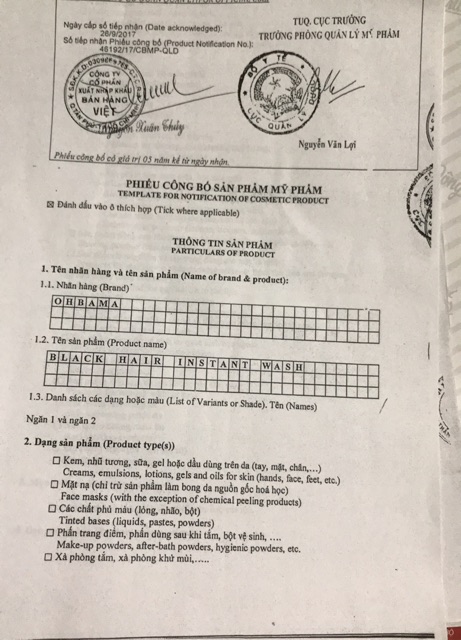 Ngày cấp số tiếp nhận (Date acknowledged):
26/9/2017
Số tiếp nhận Phiếu công bố (Product Notification No.):
46192/17/CBMP-QLD
TUQ. CỤC TRƯỞNG
TRƯỞNG PHÒNG QUẢN LÝ MỸ PHẨM
CÔNG TY
CỔ PHẦN
XUẤT NHẬP KHẨU
BÁN HÀNG
VIỆT
Xuân Thủy
BỘ Y TẾ
CỤC QUẢN LÝ DƯỢC
Nguyễn Văn Lợi
Phiếu công bố có giá trị 05 năm kể từ ngày nhận.
PHIẾU CÔNG BỐ SẢN PHẨM MỸ PHẨM
TEMPLATE FOR NOTIFICATION OF COSMETIC PRODUCT
☒ Đánh dấu vào ô thích hợp (Tick where applicable)
THÔNG TIN SẢN PHẨM
PARTICULARS OF PRODUCT
1. Tên nhãn hàng và tên sản phẩm (Name of brand & product):
1.1. Nhãn hàng (Brand)
OHBAMA
1.2. Tên sản phẩm (Product name)
BLACK HAIR INSTANT WASH
1.3. Danh sách các dạng hoặc màu (List of Variants or Shade). Tên (Names)
Ngăn 1 và ngăn 2
2. Dạng sản phẩm (Product type(s))
☐ Kem, nhũ tương, sữa, gel hoặc dầu dùng trên da (tay, mặt, chân,...)
Creams, emulsions, lotions, gels and oils for skin (hands, face, feet, etc.)
☐ Mặt nạ (chỉ trừ sản phẩm làm bong da nguồn gốc hoá học)
Face masks (with the exception of chemical peeling products)
☐ Các chất phủ màu (lỏng, nhão, bột)
Tinted bases (liquids, pastes, powders)
☐ Phấn trang điểm, phấn dùng sau khi tắm, bột vệ sinh, ....
Make-up powders, after-bath powders, hygienic powders, etc.
☐ Xà phòng tắm, xà phòng khử mùi,.....